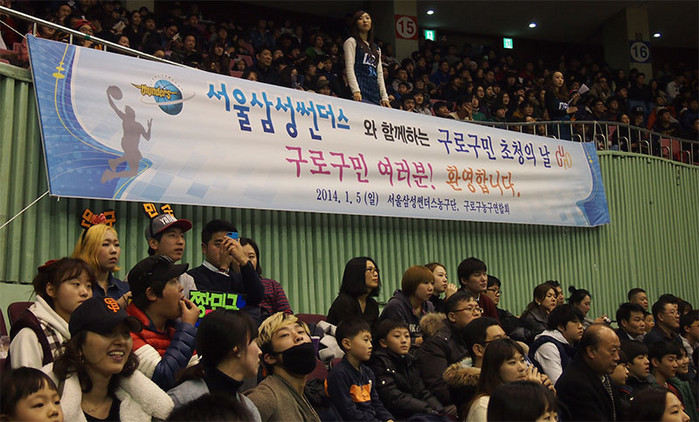 15
16
Thunders
서울삼성썬더스 와 함께하는 구로구민 초청의 날
구로구민 여러분! 환영합니다.
2014. 1. 5 (일) 서울삼성썬더스농구단, 구로구농구연합회